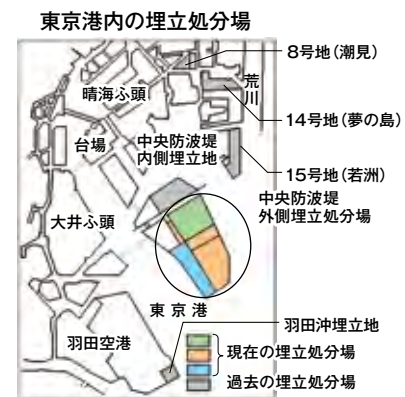 東京港内の埋立処分場
8号地(潮見)
晴海ふ頭
荒川
14号地(夢の島)
台場
中央防波堤
内側埋立地
15号地(若洲)
中央防波堤
外側埋立処分場
大井ふ頭
東京港
羽田沖埋立地
羽田空港
現在の埋立処分場
過去の埋立処分場